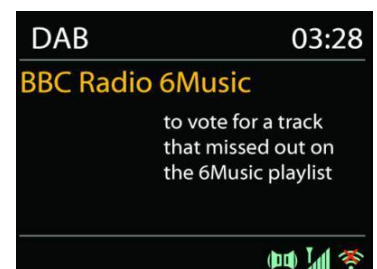 DAB 03:28
BBC Radio 6Music
to vote for a track
that missed out on
the 6Music playlist